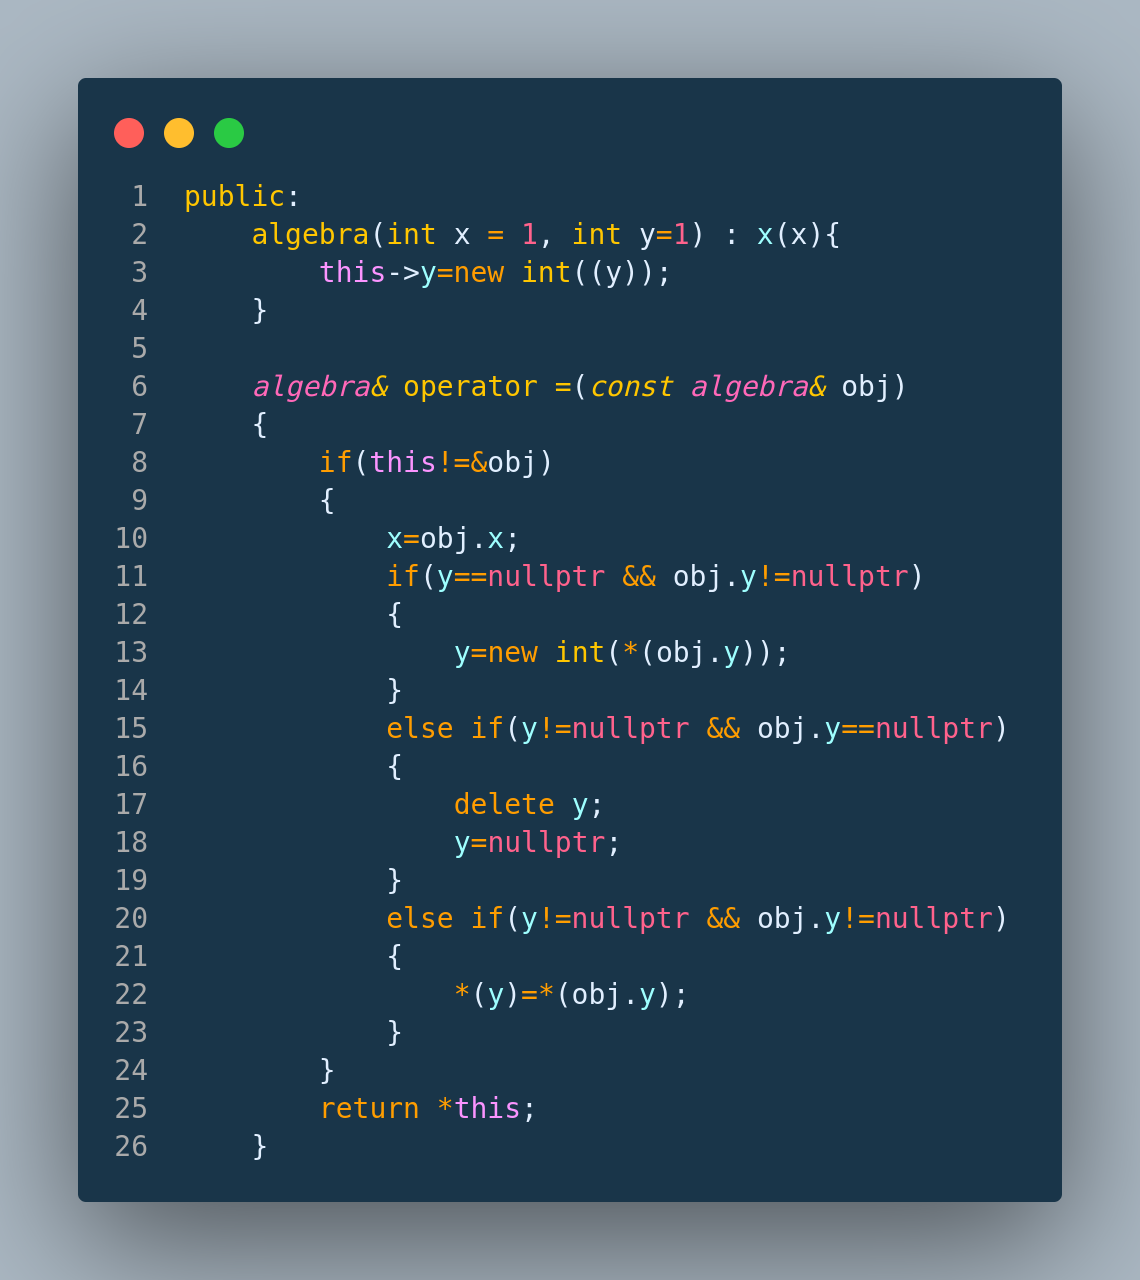 1 public:
2     algebra(int x = 1, int y=1) : x(x){
3         this->y=new int((y));
4     }
5
6     algebra& operator =(const algebra& obj)
7     {
8         if(this!=&obj)
9         {
10             x=obj.x;
11             if(y==nullptr && obj.y!=nullptr)
12             {
13                 y=new int(*(obj.y));
14             }
15             else if(y!=nullptr && obj.y==nullptr)
16             {
17                 delete y;
18                 y=nullptr;
19             }
20             else if(y!=nullptr && obj.y!=nullptr)
21             {
22                 *(y)=*(obj.y);
23             }
24         }
25         return *this;
26     }